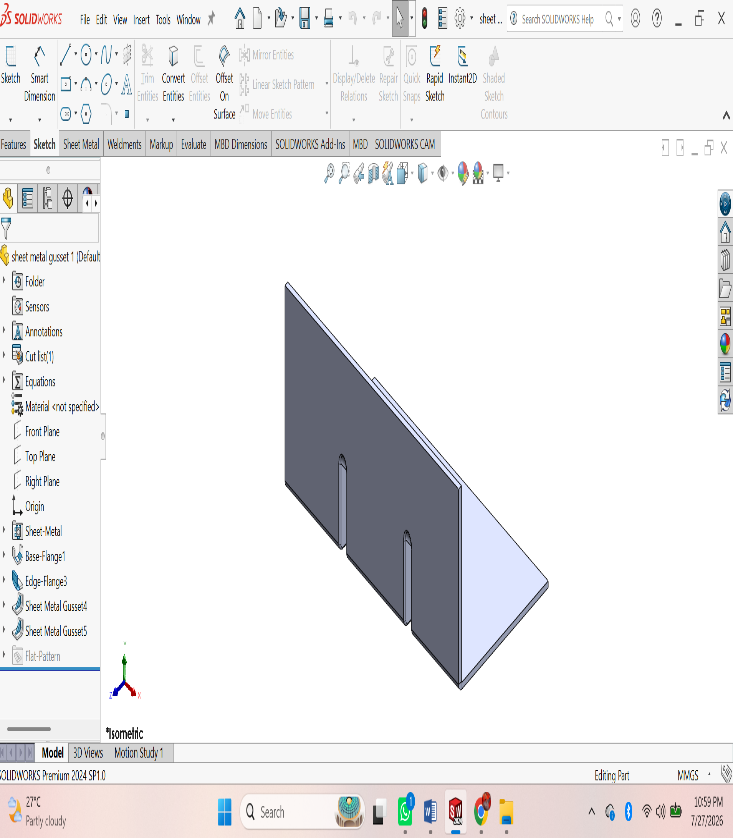 SOLIDWORKS File Edit View Insert Tools Window sheet ... Search SOLIDWORKS Help
Sketch Smart Dimension Trim Entities Convert Entities Offset Entities Offset On Surface Mirror Entities Linear Sketch Pattern Move Entities Display/Delete Relations Repair Sketch Quick Snaps Rapid Sketch Instant2D Shaded Sketch Contours
Features Sketch Sheet Metal Weldments Markup Evaluate MBD Dimensions SOLIDWORKS Add-Ins MBD SOLIDWORKS CAM
sheet metal gusset 1 (Default
Folder
Sensors
Annotations
Cut list(1)
Equations
Material <not specified>
Front Plane
Top Plane
Right Plane
Origin
Sheet-Metal
Base-Flange1
Edge-Flange3
Sheet Metal Gusset4
Sheet Metal Gusset5
Flat-Pattern
*Isometric
Model 3D Views Motion Study 1
SOLIDWORKS Premium 2024 SP1.0 Editing Part MMGS
27°C
Partly cloudy
Search
1
10:59 PM
7/27/2026